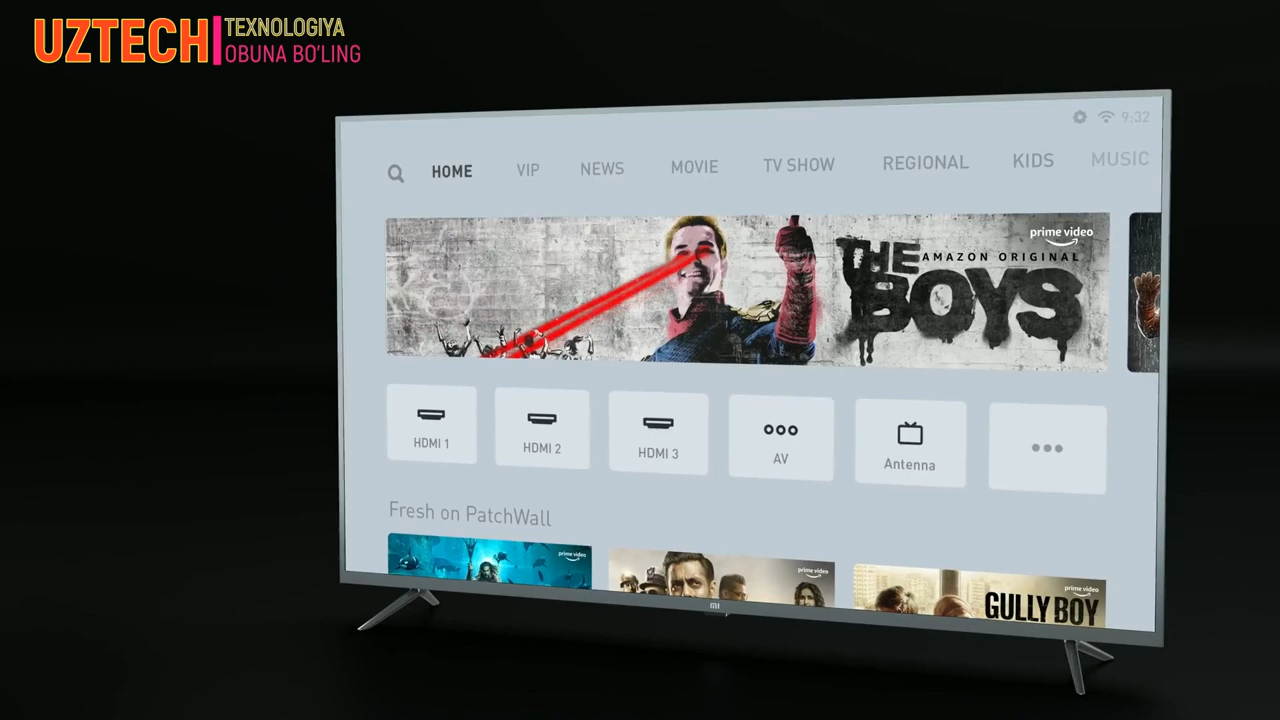 UZTECH
TEXNOLOGIYA
OBUNA BO'LING
9:32
HOME VIP NEWS MOVIE TV SHOW REGIONAL KIDS MUSIC
prime video
AMAZON ORIGINAL
THE BOYS
HDMI 1 HDMI 2 HDMI 3 AV Antenna
Fresh on PatchWall
prime video
prime video
prime video
GULLY BOY
mi